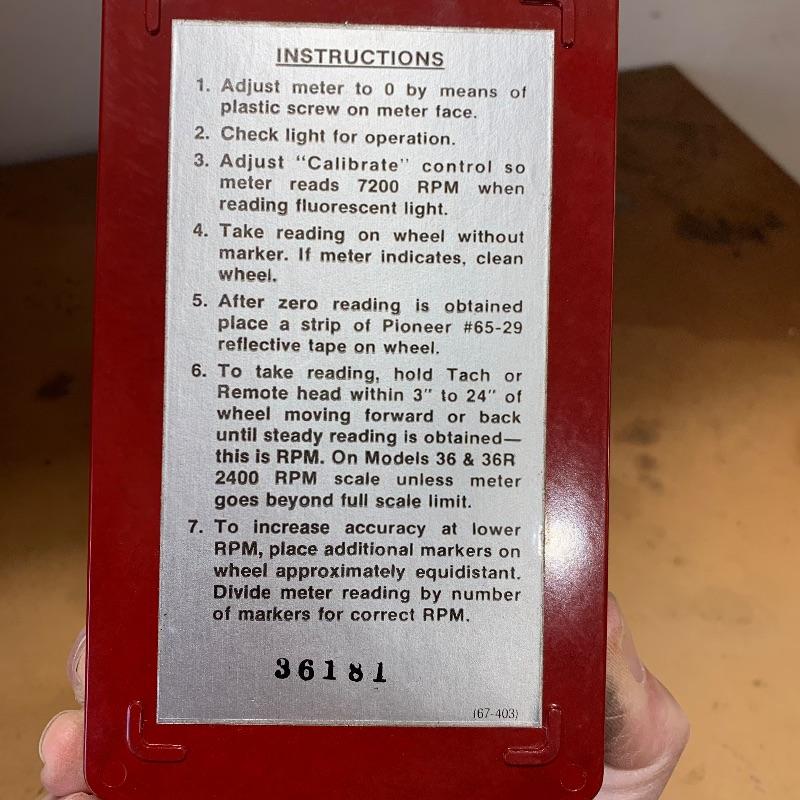 INSTRUCTIONS
1. Adjust meter to 0 by means of
plastic screw on meter face.
2. Check light for operation.
3. Adjust “Calibrate” control so
meter reads 7200 RPM when
reading fluorescent light.
4. Take reading on wheel without
marker. If meter indicates, clean
wheel.
5. After zero reading is obtained
place a strip of Pioneer #65-29
reflective tape on wheel.
6. To take reading, hold Tach or
Remote head within 3″ to 24″ of
wheel moving forward or back
until steady reading is obtained—
this is RPM. On Models 36 & 36R
2400 RPM scale unless meter
goes beyond full scale limit.
7. To increase accuracy at lower
RPM, place additional markers on
wheel approximately equidistant.
Divide meter reading by number
of markers for correct RPM.
36181
(67-403)